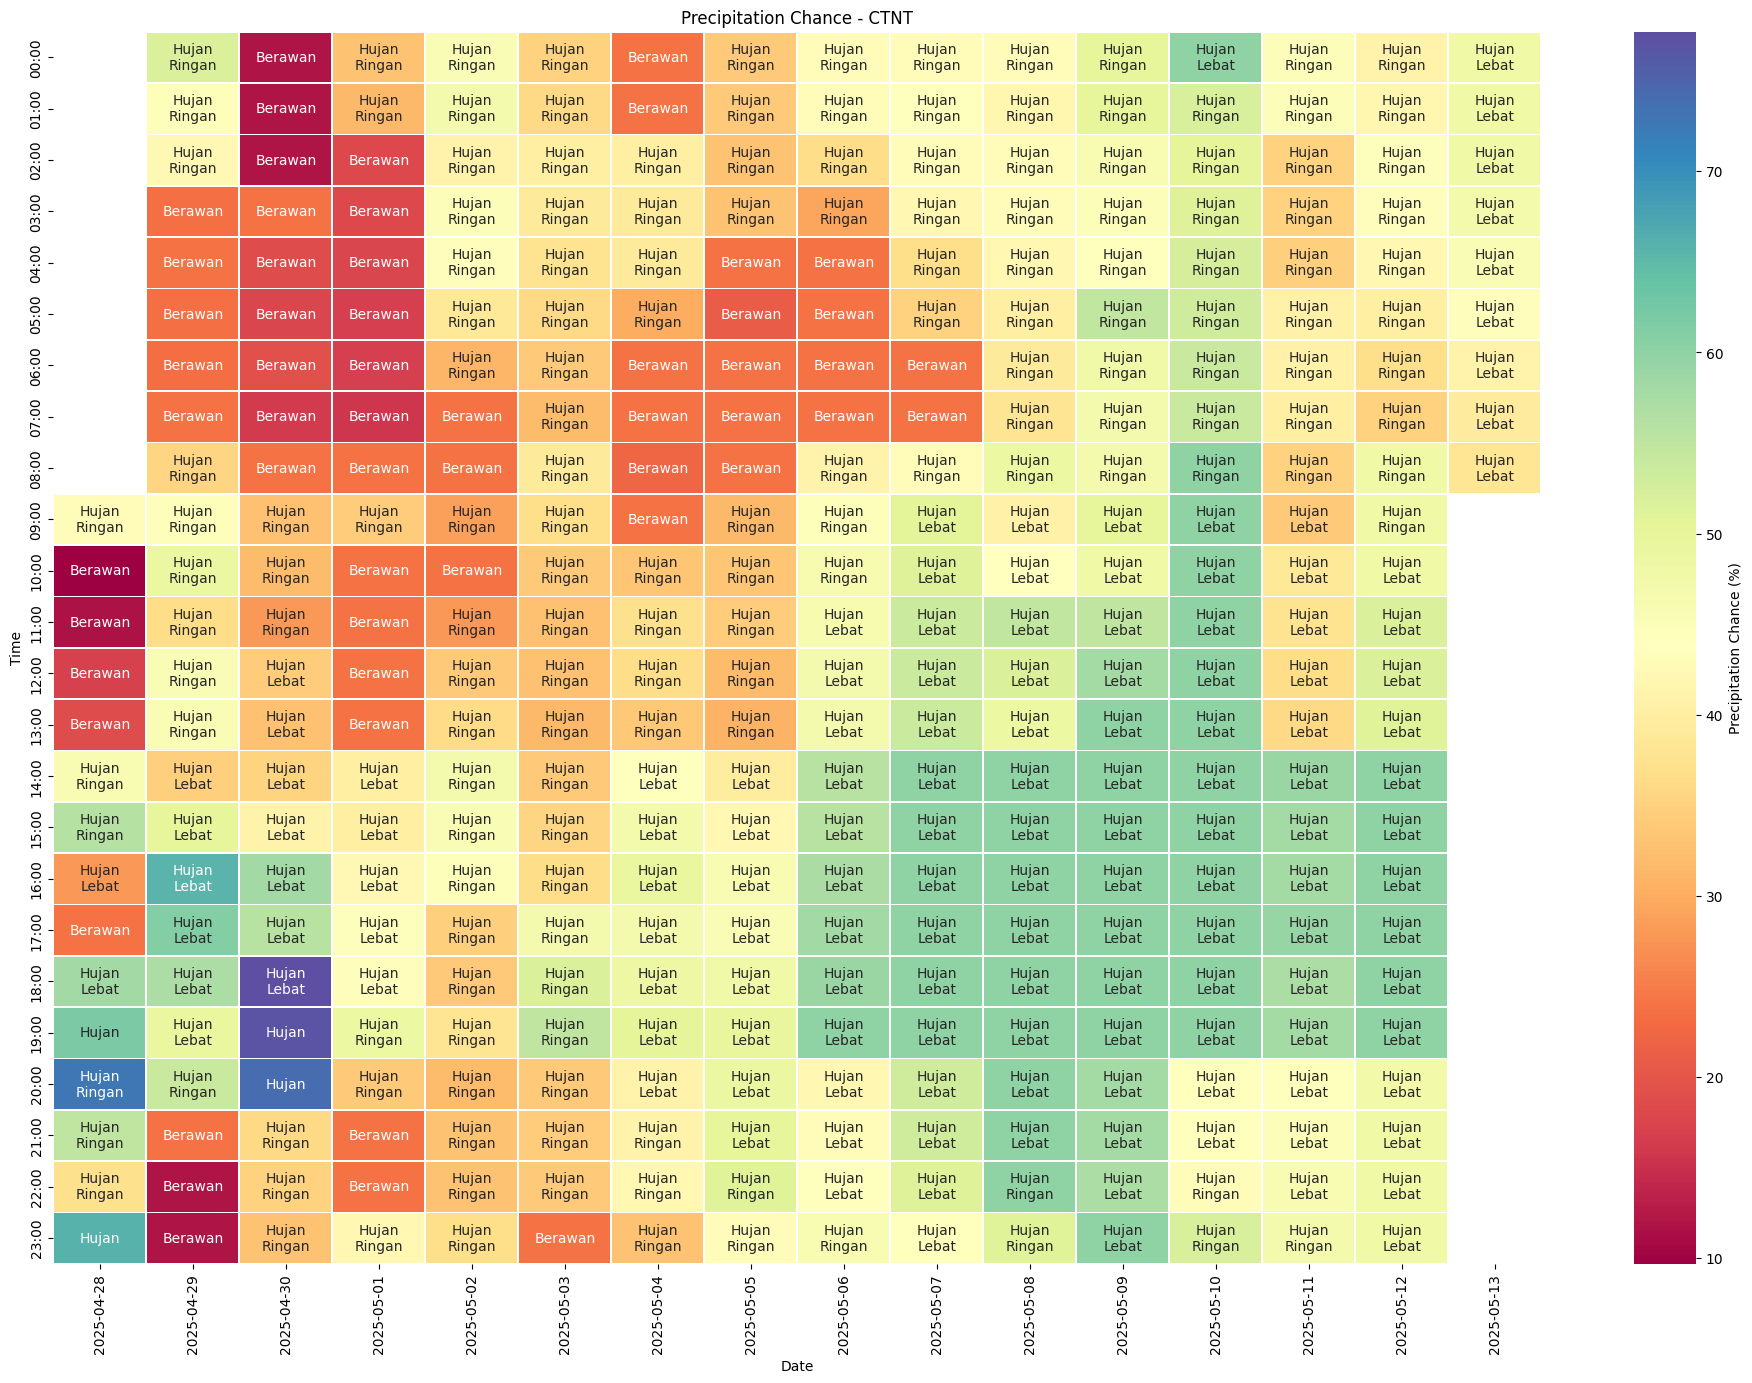 Precipitation Chance - CTNT
00:00 Hujan Ringan Berawan Hujan Ringan Hujan Ringan Hujan Ringan Berawan Hujan Ringan Hujan Ringan Hujan Ringan Hujan Ringan Hujan Ringan Hujan Lebat Hujan Ringan Hujan Ringan Hujan Lebat
01:00 Hujan Ringan Berawan Hujan Ringan Hujan Ringan Hujan Ringan Berawan Hujan Ringan Hujan Ringan Hujan Ringan Hujan Ringan Hujan Ringan Hujan Ringan Hujan Ringan Hujan Ringan Hujan Lebat
02:00 Hujan Ringan Berawan Berawan Hujan Ringan Hujan Ringan Hujan Ringan Hujan Ringan Hujan Ringan Hujan Ringan Hujan Ringan Hujan Ringan Hujan Ringan Hujan Ringan Hujan Ringan Hujan Lebat
03:00 Berawan Berawan Berawan Hujan Ringan Hujan Ringan Hujan Ringan Hujan Ringan Hujan Ringan Hujan Ringan Hujan Ringan Hujan Ringan Hujan Ringan Hujan Ringan Hujan Ringan Hujan Lebat
04:00 Berawan Berawan Berawan Hujan Ringan Hujan Ringan Hujan Ringan Berawan Berawan Hujan Ringan Hujan Ringan Hujan Ringan Hujan Ringan Hujan Ringan Hujan Ringan Hujan Lebat
05:00 Berawan Berawan Berawan Hujan Ringan Hujan Ringan Hujan Ringan Berawan Berawan Hujan Ringan Hujan Ringan Hujan Ringan Hujan Ringan Hujan Ringan Hujan Ringan Hujan Lebat
06:00 Berawan Berawan Berawan Hujan Ringan Hujan Ringan Berawan Berawan Berawan Berawan Hujan Ringan Hujan Ringan Hujan Ringan Hujan Ringan Hujan Ringan Hujan Lebat
07:00 Berawan Berawan Berawan Berawan Hujan Ringan Berawan Berawan Berawan Berawan Hujan Ringan Hujan Ringan Hujan Ringan Hujan Ringan Hujan Ringan Hujan Lebat
08:00 Hujan Ringan Berawan Berawan Berawan Hujan Ringan Berawan Berawan Hujan Ringan Hujan Ringan Hujan Ringan Hujan Ringan Hujan Ringan Hujan Ringan Hujan Ringan Hujan Lebat
09:00 Hujan Ringan Hujan Ringan Hujan Ringan Hujan Ringan Hujan Ringan Hujan Ringan Berawan Hujan Ringan Hujan Ringan Hujan Lebat Hujan Lebat Hujan Lebat Hujan Lebat Hujan Lebat Hujan Ringan
10:00 Berawan Hujan Ringan Hujan Ringan Berawan Berawan Hujan Ringan Hujan Ringan Hujan Ringan Hujan Ringan Hujan Lebat Hujan Lebat Hujan Lebat Hujan Lebat Hujan Lebat Hujan Lebat
11:00 Berawan Hujan Ringan Hujan Ringan Berawan Hujan Ringan Hujan Ringan Hujan Ringan Hujan Ringan Hujan Lebat Hujan Lebat Hujan Lebat Hujan Lebat Hujan Lebat Hujan Lebat Hujan Lebat
12:00 Berawan Hujan Ringan Hujan Lebat Berawan Hujan Ringan Hujan Ringan Hujan Ringan Hujan Ringan Hujan Lebat Hujan Lebat Hujan Lebat Hujan Lebat Hujan Lebat Hujan Lebat Hujan Lebat
13:00 Berawan Hujan Ringan Hujan Lebat Berawan Hujan Ringan Hujan Ringan Hujan Ringan Hujan Ringan Hujan Lebat Hujan Lebat Hujan Lebat Hujan Lebat Hujan Lebat Hujan Lebat Hujan Lebat
14:00 Hujan Ringan Hujan Lebat Hujan Lebat Hujan Lebat Hujan Ringan Hujan Ringan Hujan Lebat Hujan Lebat Hujan Lebat Hujan Lebat Hujan Lebat Hujan Lebat Hujan Lebat Hujan Lebat Hujan Lebat
15:00 Hujan Ringan Hujan Lebat Hujan Lebat Hujan Lebat Hujan Ringan Hujan Ringan Hujan Lebat Hujan Lebat Hujan Lebat Hujan Lebat Hujan Lebat Hujan Lebat Hujan Lebat Hujan Lebat Hujan Lebat
16:00 Hujan Lebat Hujan Lebat Hujan Lebat Hujan Lebat Hujan Ringan Hujan Ringan Hujan Lebat Hujan Lebat Hujan Lebat Hujan Lebat Hujan Lebat Hujan Lebat Hujan Lebat Hujan Lebat Hujan Lebat
17:00 Berawan Hujan Lebat Hujan Lebat Hujan Lebat Hujan Ringan Hujan Ringan Hujan Lebat Hujan Lebat Hujan Lebat Hujan Lebat Hujan Lebat Hujan Lebat Hujan Lebat Hujan Lebat Hujan Lebat
18:00 Hujan Lebat Hujan Lebat Hujan Lebat Hujan Lebat Hujan Ringan Hujan Ringan Hujan Lebat Hujan Lebat Hujan Lebat Hujan Lebat Hujan Lebat Hujan Lebat Hujan Lebat Hujan Lebat Hujan Lebat
19:00 Hujan Hujan Lebat Hujan Hujan Ringan Hujan Ringan Hujan Ringan Hujan Lebat Hujan Lebat Hujan Lebat Hujan Lebat Hujan Lebat Hujan Lebat Hujan Lebat Hujan Lebat Hujan Lebat
20:00 Hujan Ringan Hujan Ringan Hujan Hujan Ringan Hujan Ringan Hujan Ringan Hujan Lebat Hujan Lebat Hujan Lebat Hujan Lebat Hujan Lebat Hujan Lebat Hujan Lebat Hujan Lebat Hujan Lebat
21:00 Hujan Ringan Berawan Hujan Ringan Berawan Hujan Ringan Hujan Ringan Hujan Ringan Hujan Lebat Hujan Lebat Hujan Lebat Hujan Lebat Hujan Lebat Hujan Lebat Hujan Lebat Hujan Lebat
22:00 Hujan Ringan Berawan Hujan Ringan Berawan Hujan Ringan Hujan Ringan Hujan Ringan Hujan Ringan Hujan Lebat Hujan Lebat Hujan Ringan Hujan Lebat Hujan Ringan Hujan Lebat Hujan Lebat
23:00 Hujan Berawan Hujan Ringan Hujan Ringan Hujan Ringan Berawan Hujan Ringan Hujan Ringan Hujan Ringan Hujan Lebat Hujan Ringan Hujan Lebat Hujan Ringan Hujan Ringan Hujan Lebat
Time
2025-04-28 2025-04-29 2025-04-30 2025-05-01 2025-05-02 2025-05-03 2025-05-04 2025-05-05 2025-05-06 2025-05-07 2025-05-08 2025-05-09 2025-05-10 2025-05-11 2025-05-12 2025-05-13
Date
70
60
50
40
30
20
10
Precipitation Chance (%)